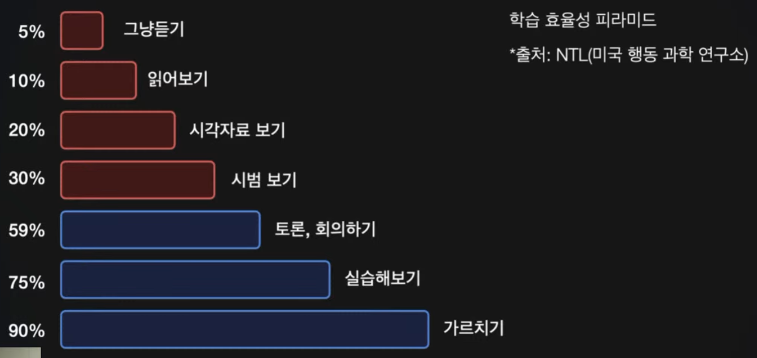 학습 효율성 피라미드
*출처: NTL(미국 행동 과학 연구소)
5% 그냥듣기
10% 읽어보기
20% 시각자료 보기
30% 시범 보기
59% 토론, 회의하기
75% 실습해보기
90% 가르치기